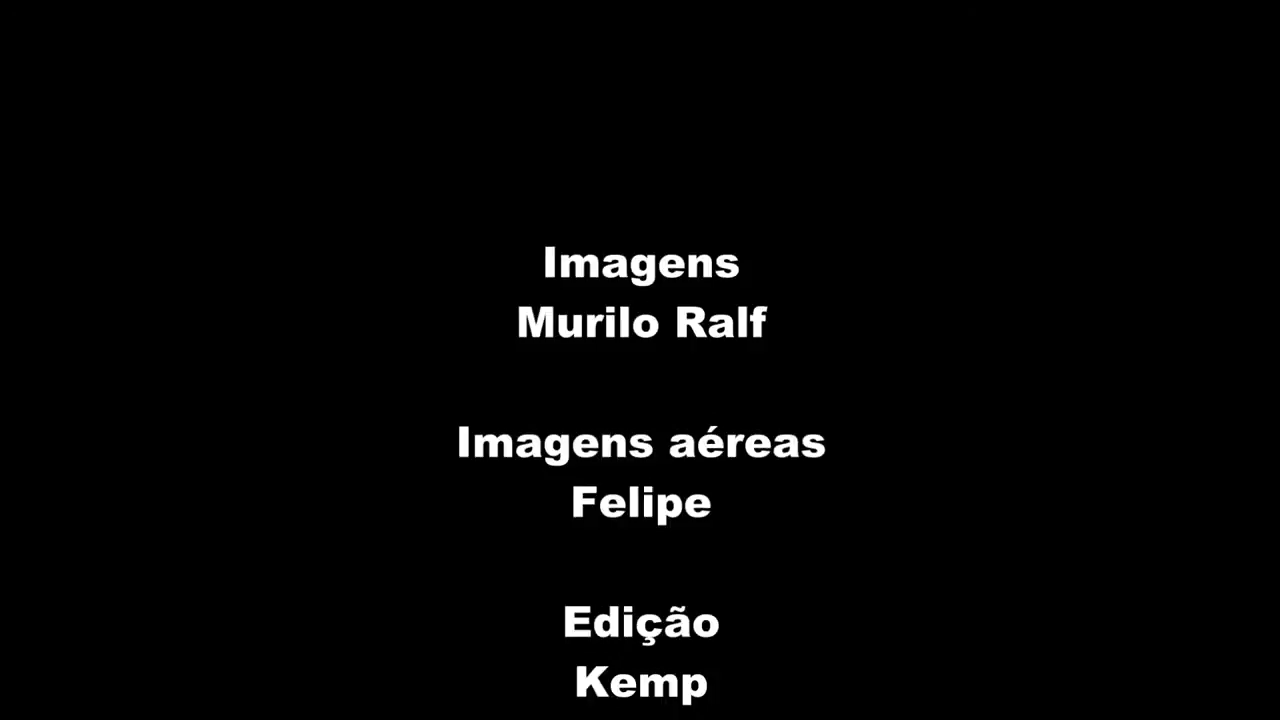 Imagens
Murilo Ralf
Imagens aéreas
Felipe
Edição
Kemp